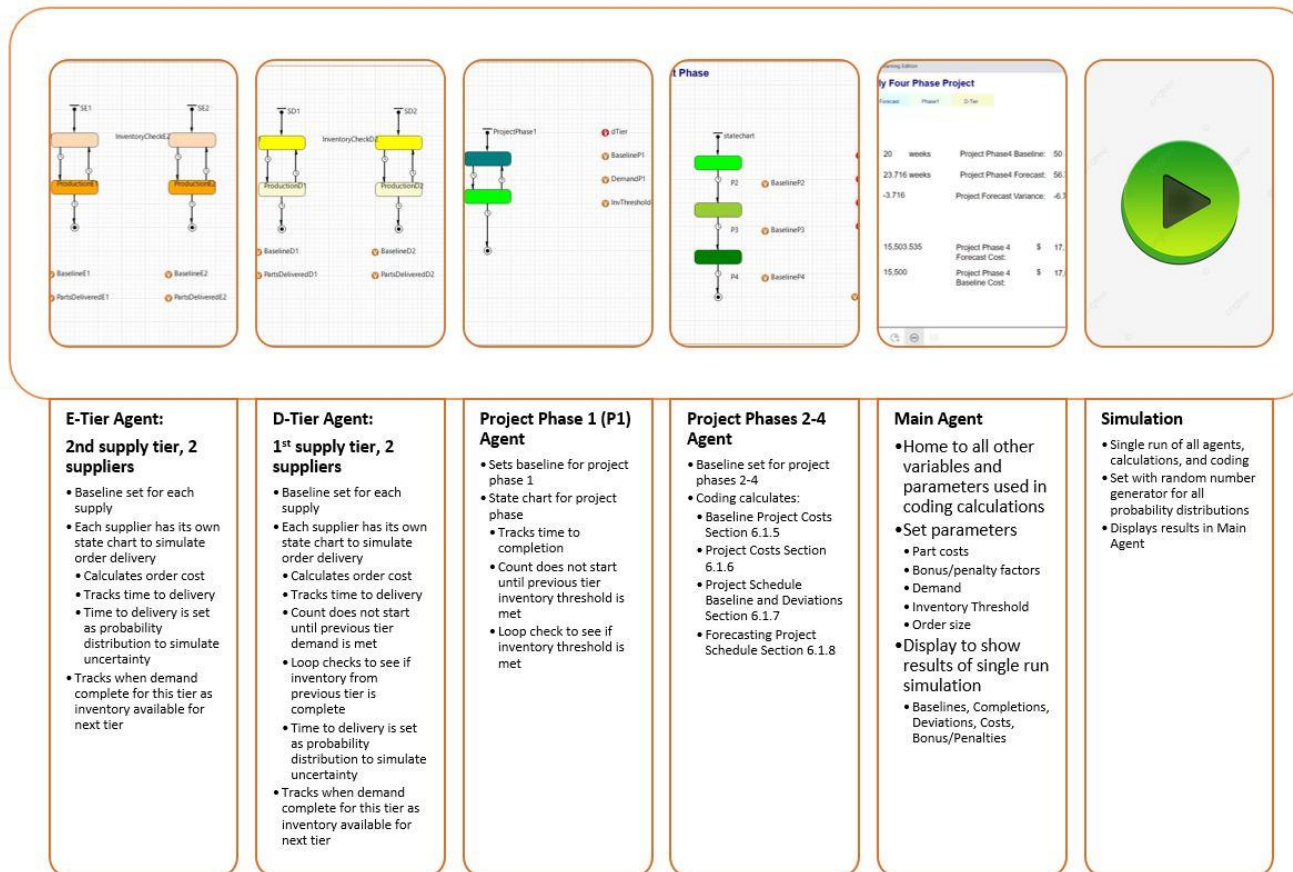 SE1
SE2
InventoryCheckE2
ProductionE1
ProductionE2
BaselineE1
BaselineE2
PartsDeliveredE1
PartsDeliveredE2
SD1
SD2
InventoryCheckD2
ProductionD1
ProductionD2
BaselineD1
BaselineD2
PartsDeliveredD1
PartsDeliveredD2
ProjectPhase1
dTier
BaselineP1
DemandP1
InvThreshold
t Phase
statechart
P2
BaselineP2
P3
BaselineP3
P4
BaselineP4
arning Edition
ly Four Phase Project
Forecast Phase1 D-Tier
20 weeks Project Phase4 Baseline: 50
23.716 weeks Project Phase4 Forecast: 56.
-3.716 Project Forecast Variance: -6.
15,503.535 Project Phase 4 $ 17,
Forecast Cost:
15,500 Project Phase 4 $ 17,
Baseline Cost:
E-Tier Agent:
2nd supply tier, 2
suppliers
• Baseline set for each
supply
• Each supplier has its own
state chart to simulate
order delivery
• Calculates order cost
• Tracks time to delivery
• Time to delivery is set
as probability
distribution to simulate
uncertainty
• Tracks when demand
complete for this tier as
inventory available for
next tier
D-Tier Agent:
1st supply tier, 2
suppliers
• Baseline set for each
supply
• Each supplier has its own
state chart to simulate
order delivery
• Calculates order cost
• Tracks time to delivery
• Count does not start
until previous tier
demand is met
• Loop checks to see if
inventory from
previous tier is
complete
• Time to delivery is set
as probability
distribution to simulate
uncertainty
• Tracks when demand
complete for this tier as
inventory available for
next tier
Project Phase 1 (P1)
Agent
• Sets baseline for project
phase 1
• State chart for project
phase
• Tracks time to
completion
• Count does not start
until previous tier
inventory threshold is
met
• Loop check to see if
inventory threshold is
met
Project Phases 2-4
Agent
• Baseline set for project
phases 2-4
• Coding calculates:
• Baseline Project Costs
Section 6.1.5
• Project Costs Section
6.1.6
• Project Schedule
Baseline and Deviations
Section 6.1.7
• Forecasting Project
Schedule Section 6.1.8
Main Agent
•Home to all other
variables and
parameters used in
coding calculations
•Set parameters
• Part costs
• Bonus/penalty factors
• Demand
• Inventory Threshold
• Order size
•Display to show
results of single run
simulation
• Baselines, Completions,
Deviations, Costs,
Bonus/Penalties
Simulation
• Single run of all agents,
calculations, and coding
• Set with random number
generator for all
probability distributions
• Displays results in Main
Agent